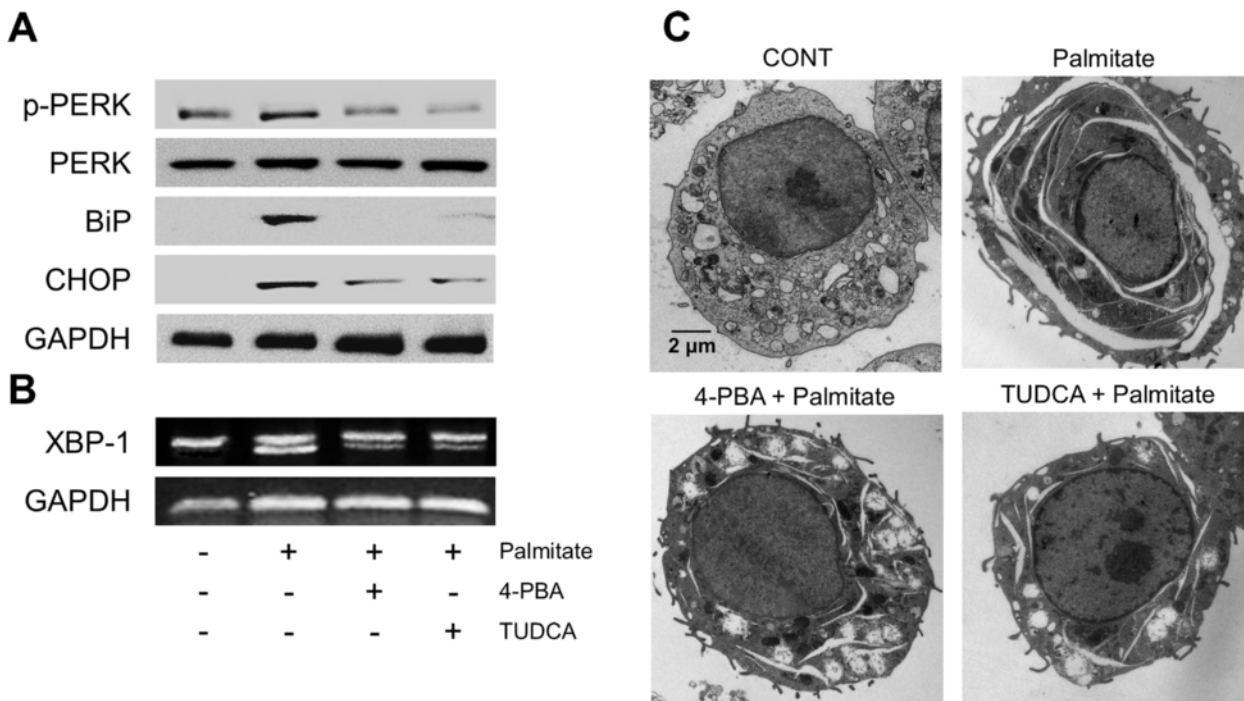 A
p-PERK
PERK
BiP
CHOP
GAPDH
B
XBP-1
GAPDH
- + + + Palmitate
- - + - 4-PBA
- - - + TUDCA
C
CONT
Palmitate
2 µm
4-PBA + Palmitate
TUDCA + Palmitate